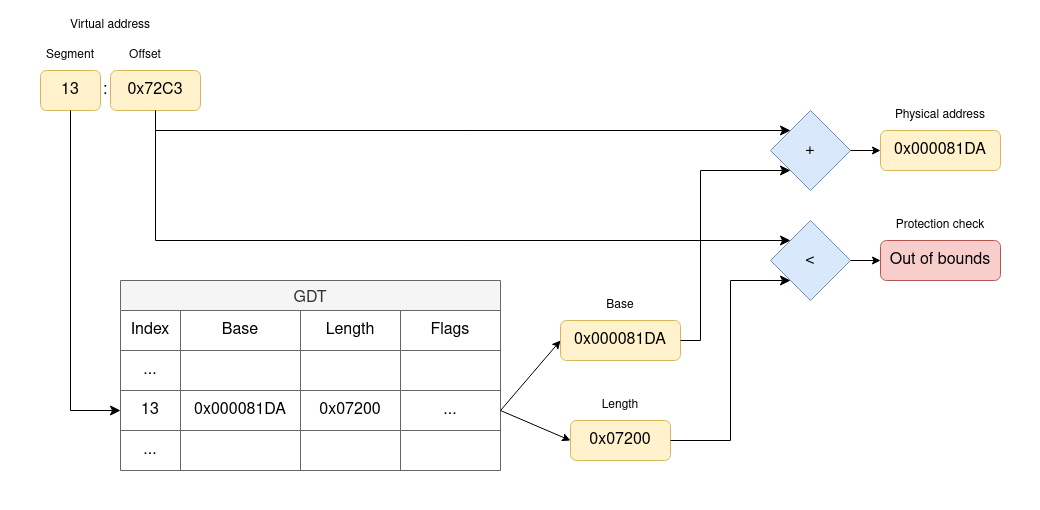 Virtual address
Segment Offset
13 : 0x72C3
Physical address
+ 0x000081DA
Protection check
< Out of bounds
GDT
Index Base Length Flags
...
13 0x000081DA 0x07200 ...
...
Base
0x000081DA
Length
0x07200